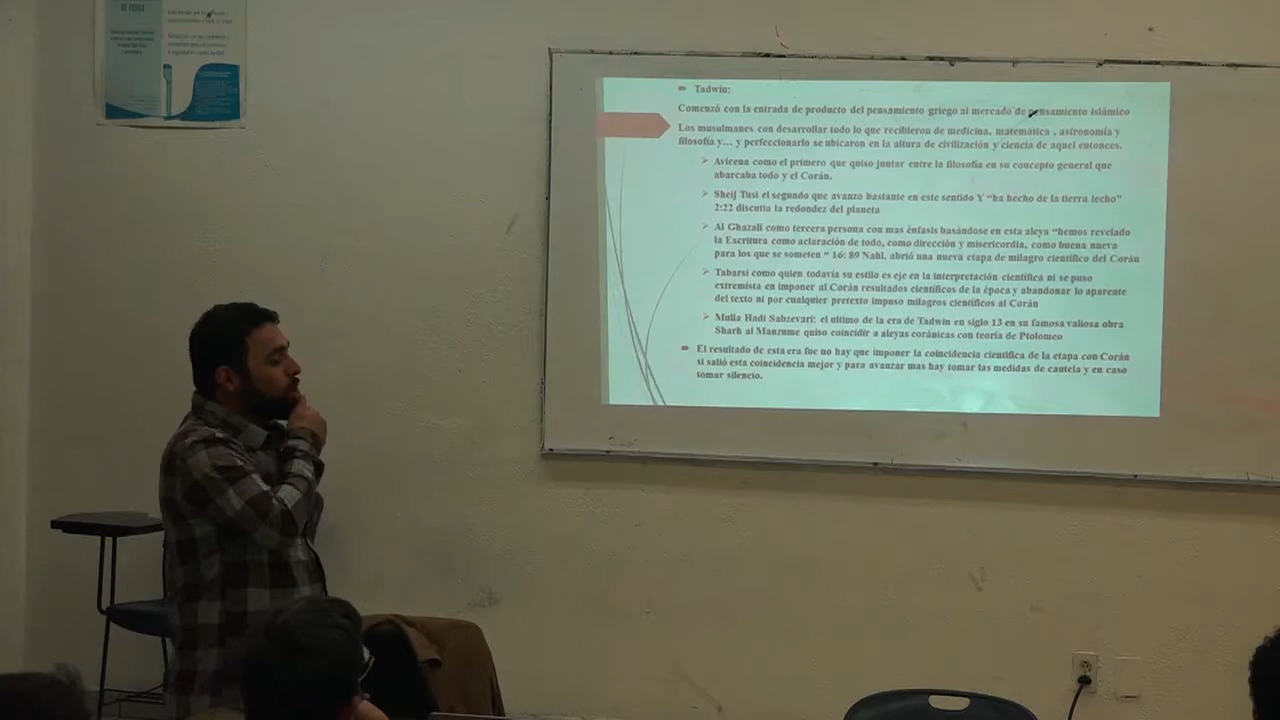 DE FODAS
Tadwin:
Comenzó con la entrada de producto del pensamiento griego al mercado de pensamiento islámico
Los musulmanes con desarrollar todo lo que recibieron de medicina, matemática , astronomía y
filosofía y... y perfeccionarlo se ubicaron en la altura de civilización y ciencia de aquel entonces.
Avicena como el primero que quiso juntar entre la filosofía en su concepto general que
abarcaba todo y el Corán.
Sheij Tusi el segundo que avanzo bastante en este sentido Y "ha hecho de la tierra lecho"
2:22 discutia la redondez del planeta
Al Ghazali como tercera persona con mas énfasis basándose en esta aleya "hemos revelado
la Escritura como aclaración de todo, como dirección y misericordia, como buena nueva
para los que se someten " 16: 89 Nahl, abrió una nueva etapa de milagro científico del Corán
Tabarsi como quien todavía su estilo es eje en la interpretación científica ni se puso
extremista en imponer al Corán resultados científicos de la época y abandonar lo aparente
del texto ni por cualquier pretexto impuso milagros científicos al Corán
Mulla Hadi Sabzevari: el ultimo de la era de Tadwin en siglo 13 en su famosa valiosa obra
Sharh al Manzume quiso coincidir a aleyas coránicas con teoría de Ptolomeo
El resultado de esta era fue no hay que imponer la coincidencia científica de la etapa con Corán
si salió esta coincidencia mejor y para avanzar mas hay tomar las medidas de cautela y en caso
tomar silencio.